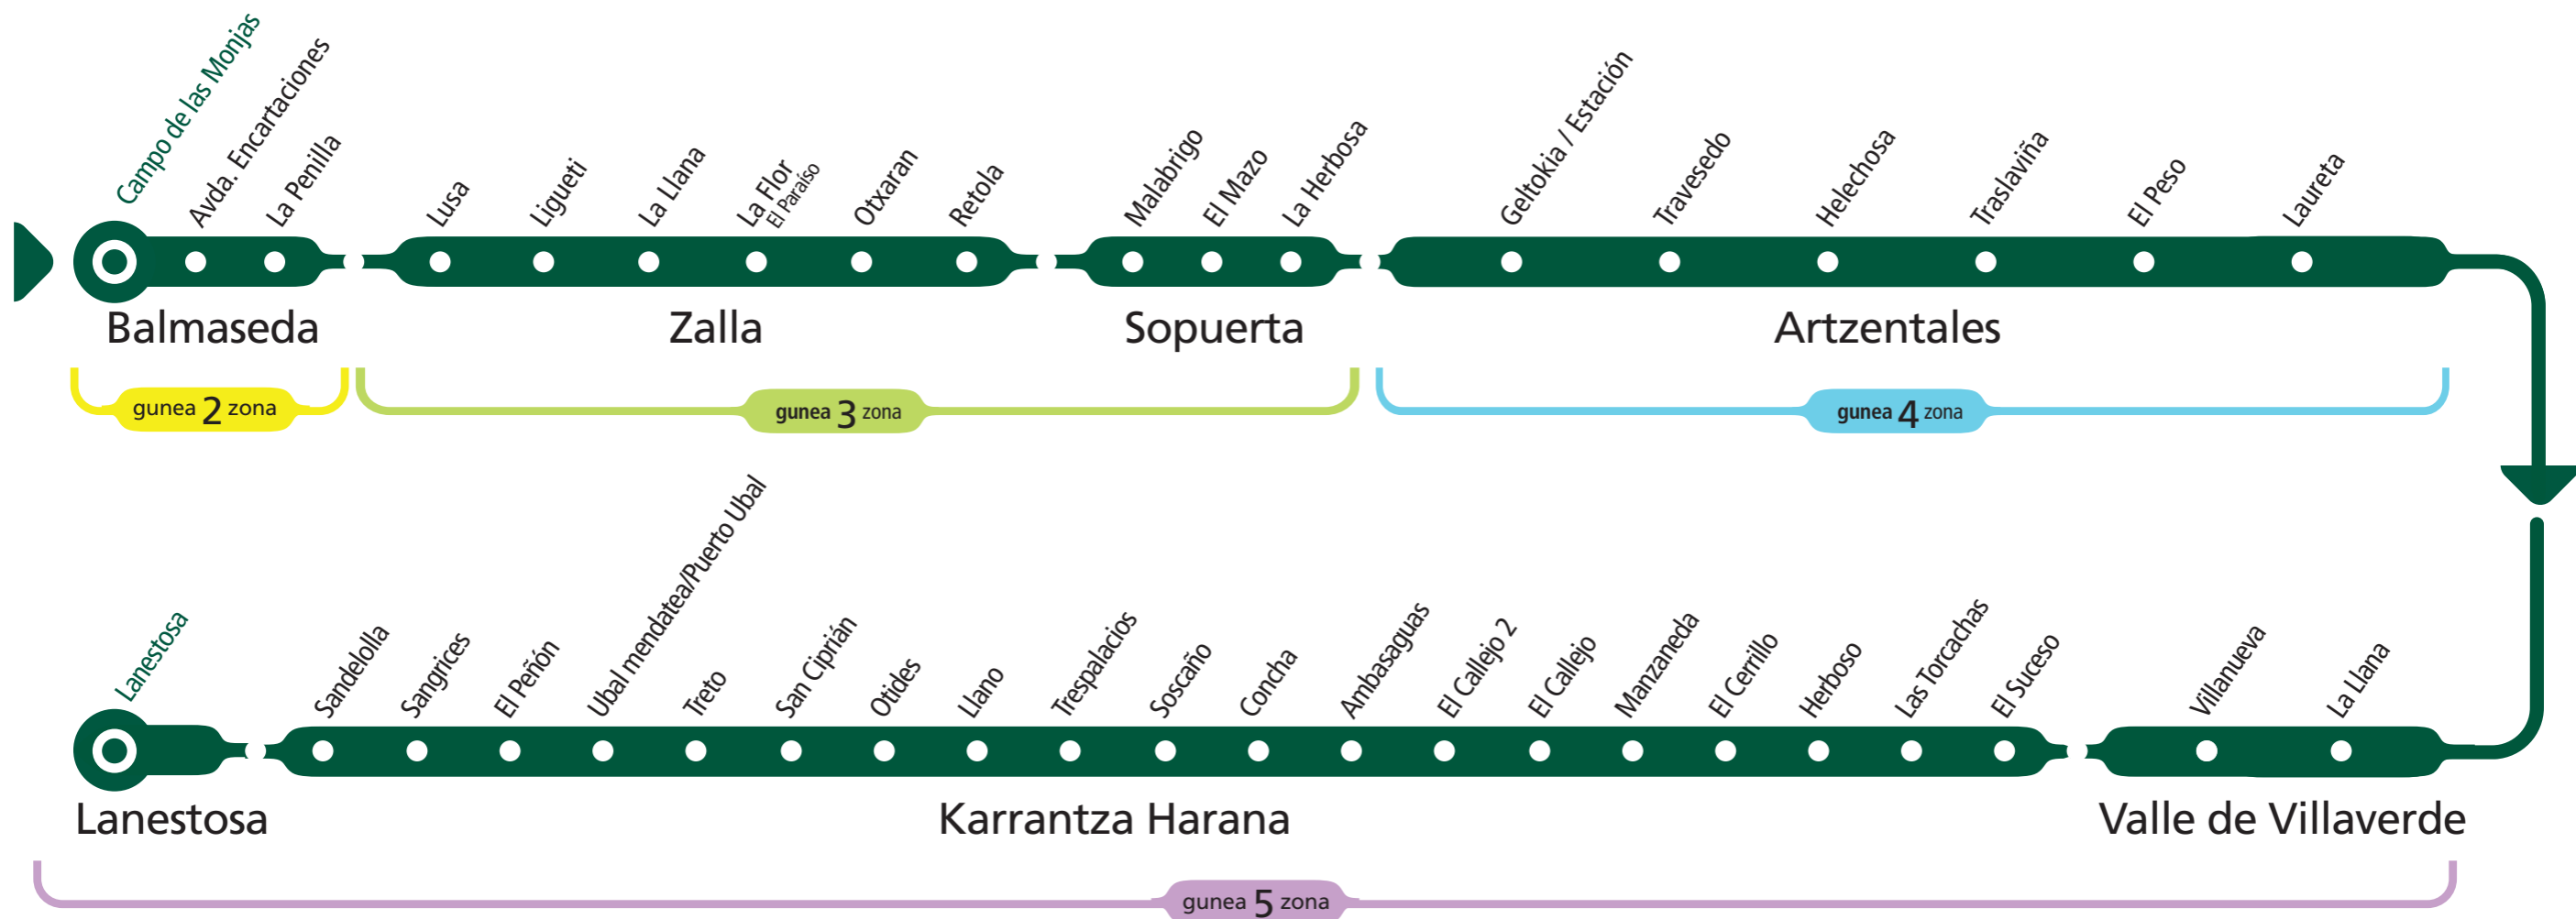 Campo de las Monjas
Avda. Encartaciones
La Penilla
Lusa
Ligueti
La Llana
La Flor
El Paraíso
Otxaran
Retola
Malabrigo
El Mazo
La Herbosa
Geltokia / Estación
Travesedo
Helechosa
Traslaviña
El Peso
Laureta
Balmaseda
Zalla
Sopuerta
Artzentales
gunea 2 zona
gunea 3 zona
gunea 4 zona
Lanestosa
Sandelolla
Sangrices
El Peñón
Ubal mendatea/Puerto Ubal
Treto
San Ciprián
Otides
Llano
Trespalacios
Soscaño
Concha
Ambasaguas
El Callejo 2
El Callejo
Manzaneda
El Cerrillo
Herboso
Las Torcachas
El Suceso
Villanueva
La Llana
Lanestosa
Karrantza Harana
Valle de Villaverde
gunea 5 zona